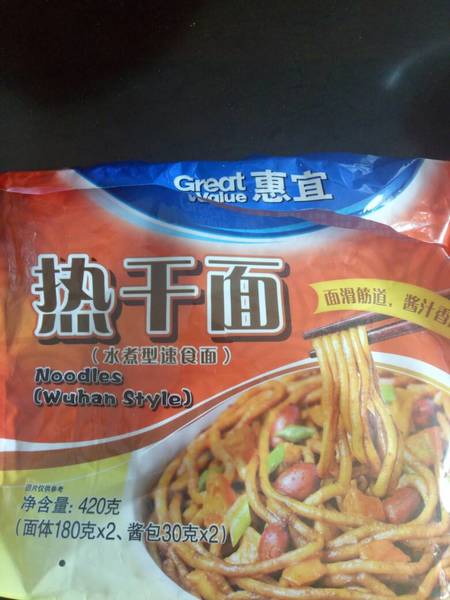 Great Value 惠宜
热干面
面滑筋道，酱汁香
(水煮型速食面)
Noodles
(Wuhan Style)
图片仅供参考
净含量: 420克
(面体180克x2、酱包30克x2)